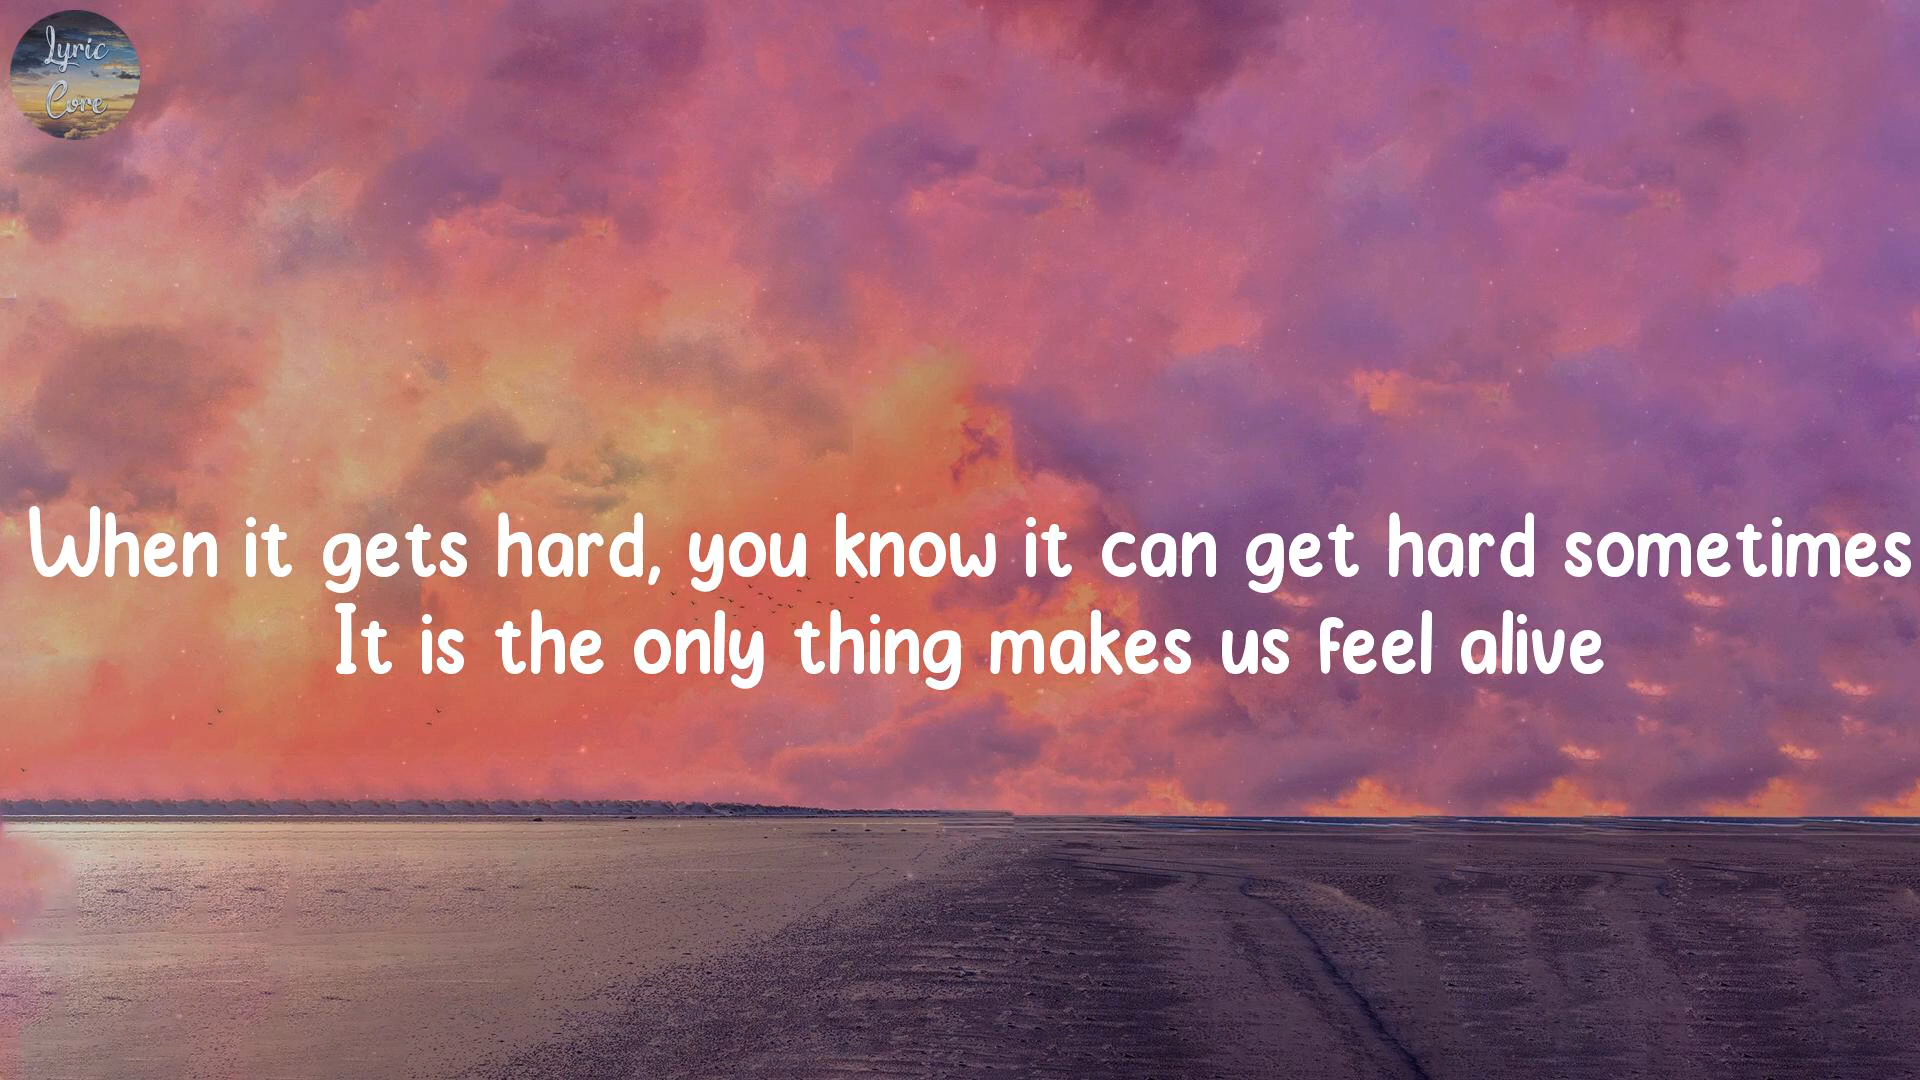 Lyric
Core
When it gets hard, you know it can get hard sometimes
It is the only thing makes us feel alive